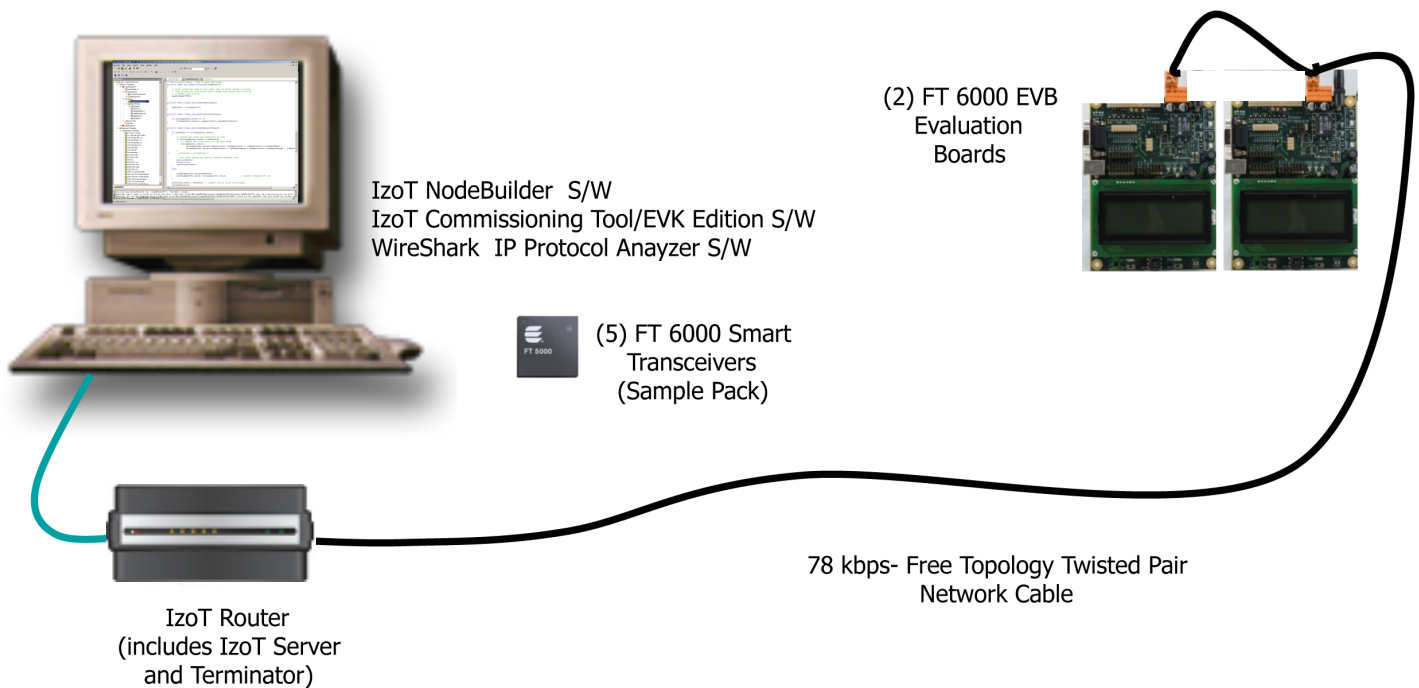 (2) FT 6000 EVB
Evaluation
Boards
IzoT NodeBuilder S/W
IzoT Commissioning Tool/EVK Edition S/W
WireShark IP Protocol Anayzer S/W
(5) FT 6000 Smart
Transceivers
(Sample Pack)
FT 5000
78 kbps- Free Topology Twisted Pair
Network Cable
IzoT Router
(includes IzoT Server
and Terminator)